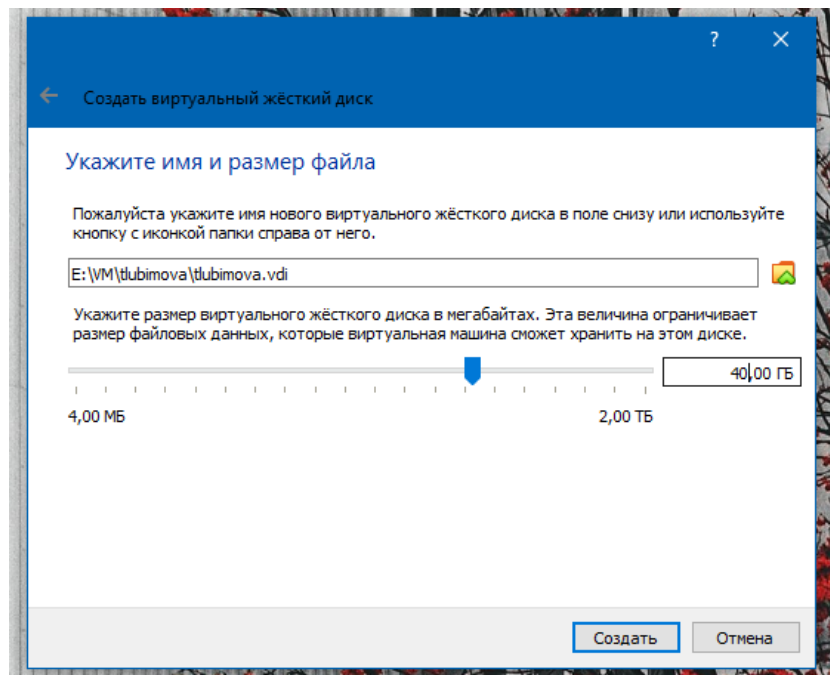 ?
Создать виртуальный жёсткий диск
Укажите имя и размер файла
Пожалуйста укажите имя нового виртуального жёсткого диска в поле снизу или используйте
кнопку с иконкой папки справа от него.
E:\VM\tlubimova\tlubimova.vdi
Укажите размер виртуального жёсткого диска в мегабайтах. Эта величина ограничивает
размер файловых данных, которые виртуальная машина сможет хранить на этом диске.
40,00 ГБ
4,00 МБ 2,00 ТБ
Создать Отмена